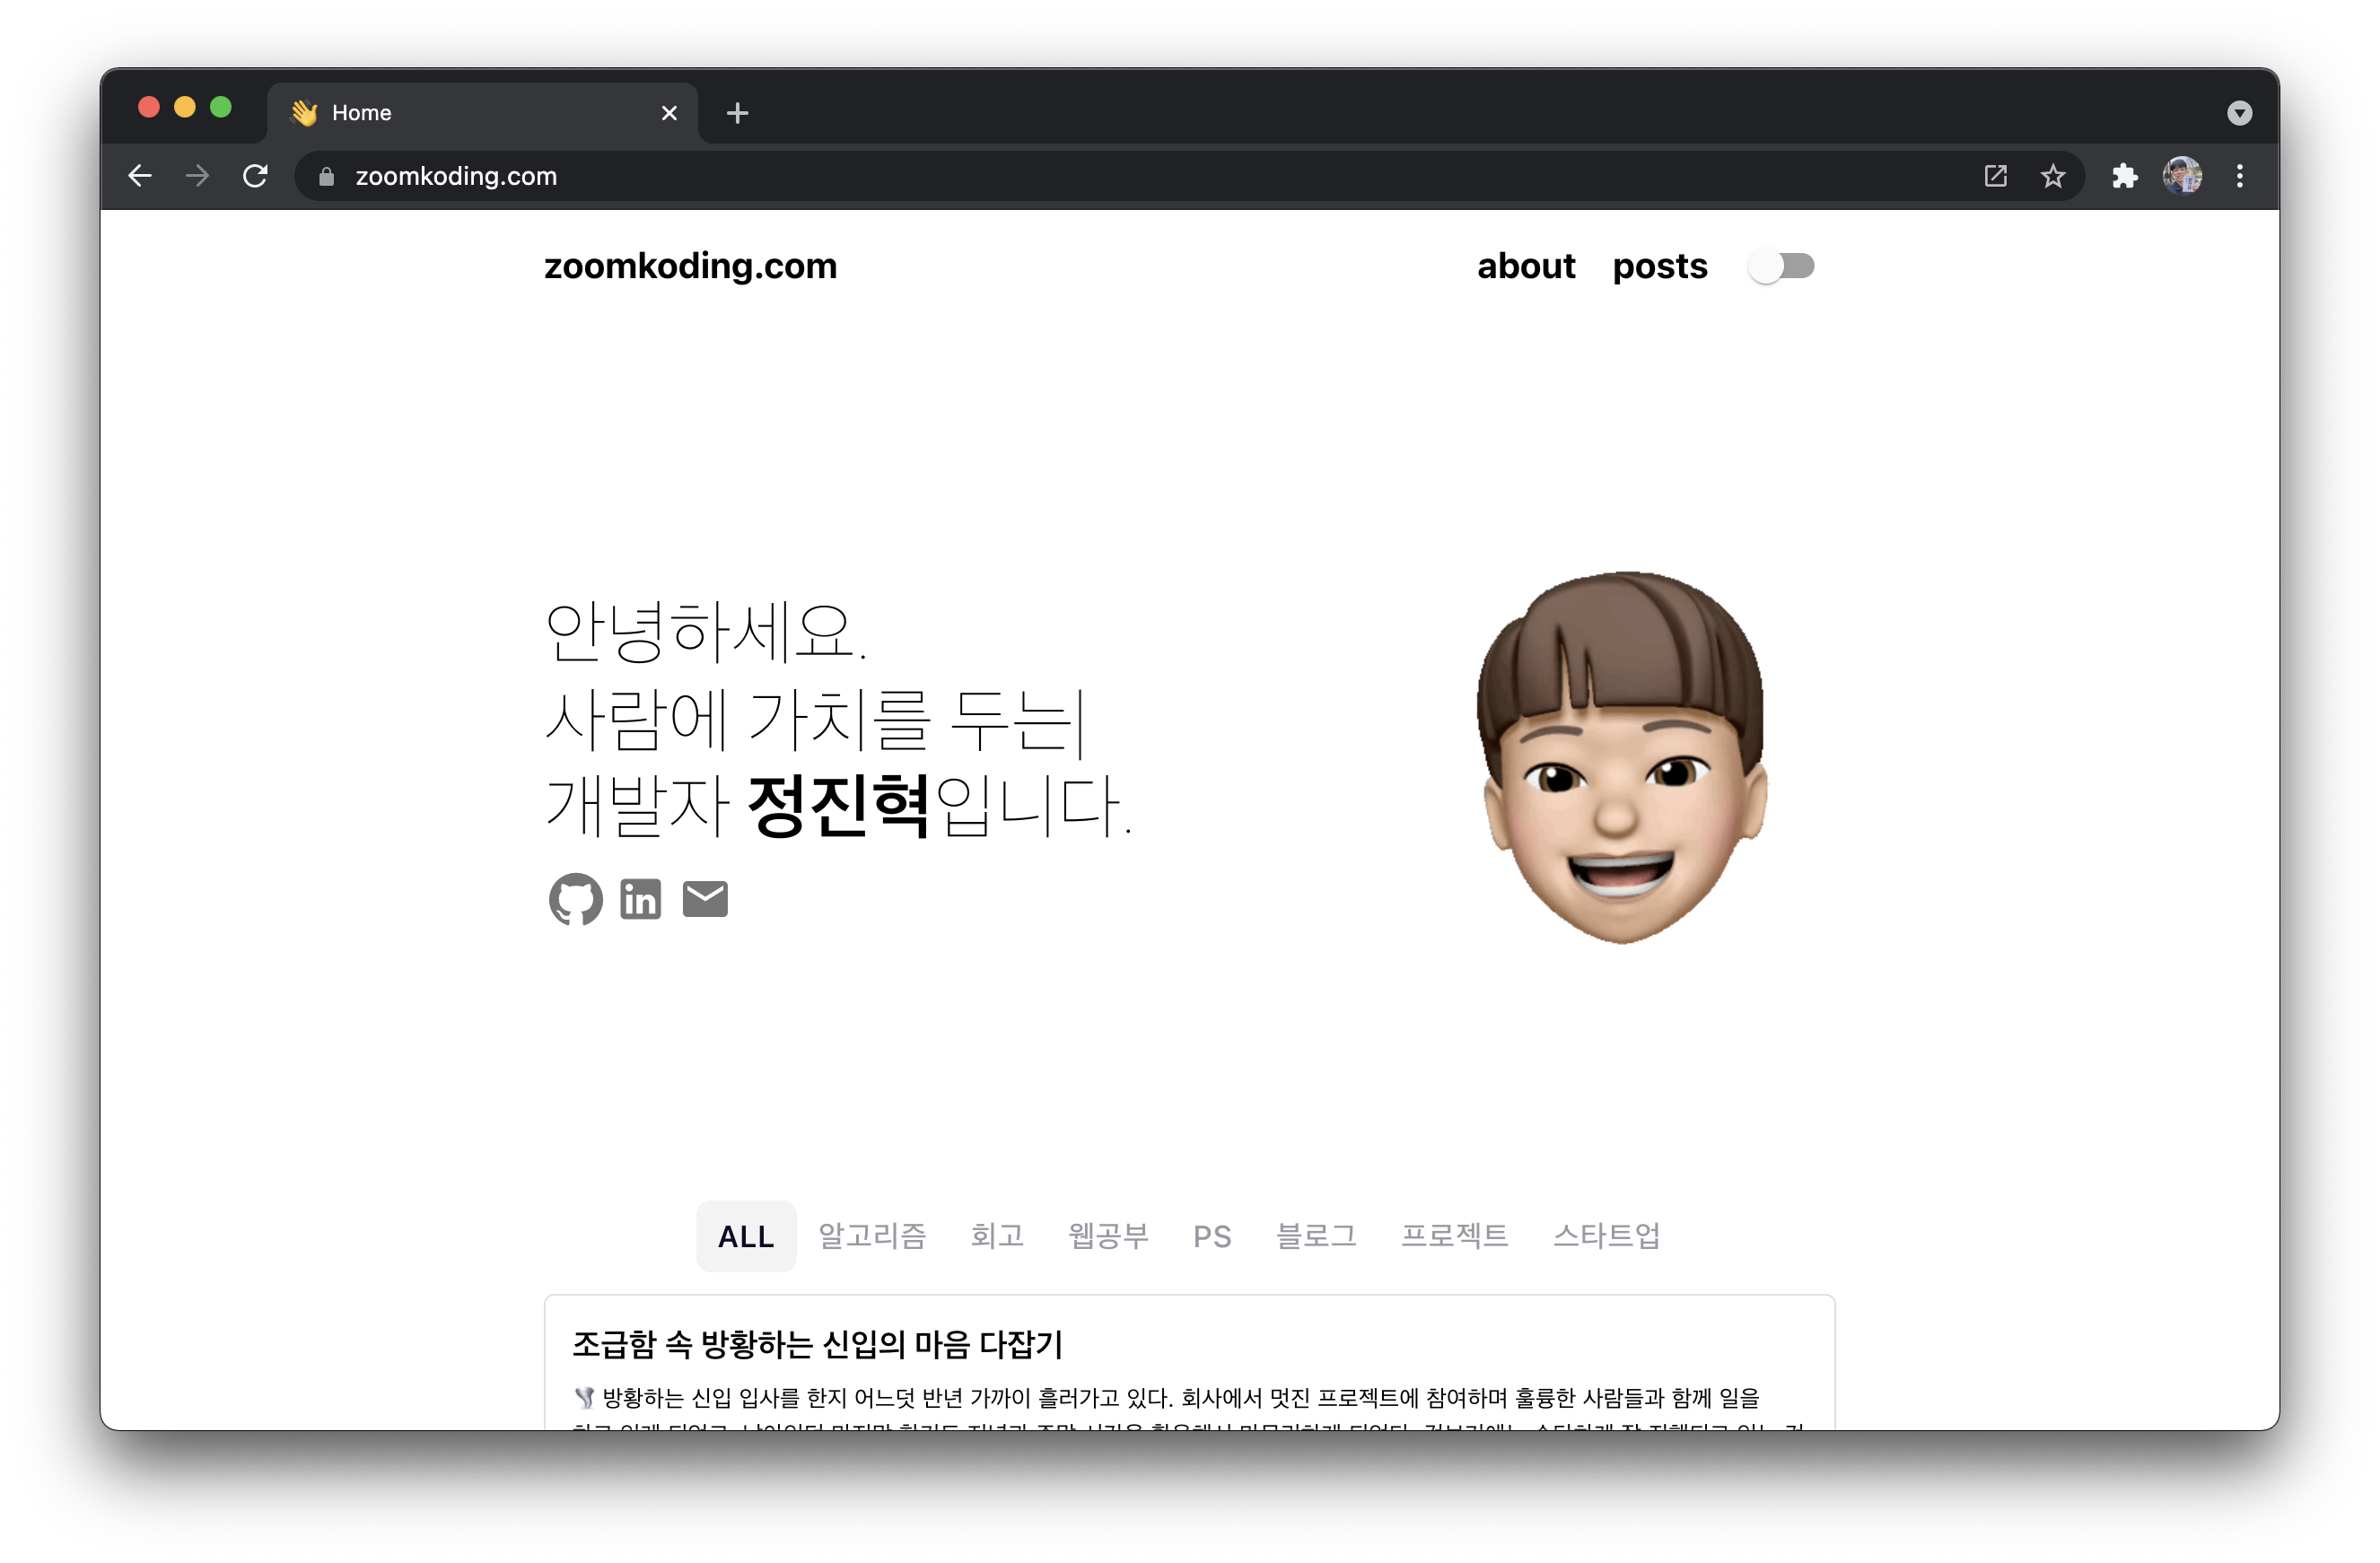 Home
zoomkoding.com
zoomkoding.com about posts
안녕하세요.
사람에 가치를 두는
개발자 정진혁입니다.
ALL 알고리즘 회고 웹공부 PS 블로그 프로젝트 스타트업
조급함 속 방황하는 신입의 마음 다잡기
🌪 방황하는 신입 입사를 한지 어느덧 반년 가까이 흘러가고 있다. 회사에서 멋진 프로젝트에 참여하며 훌륭한 사람들과 함께 일을